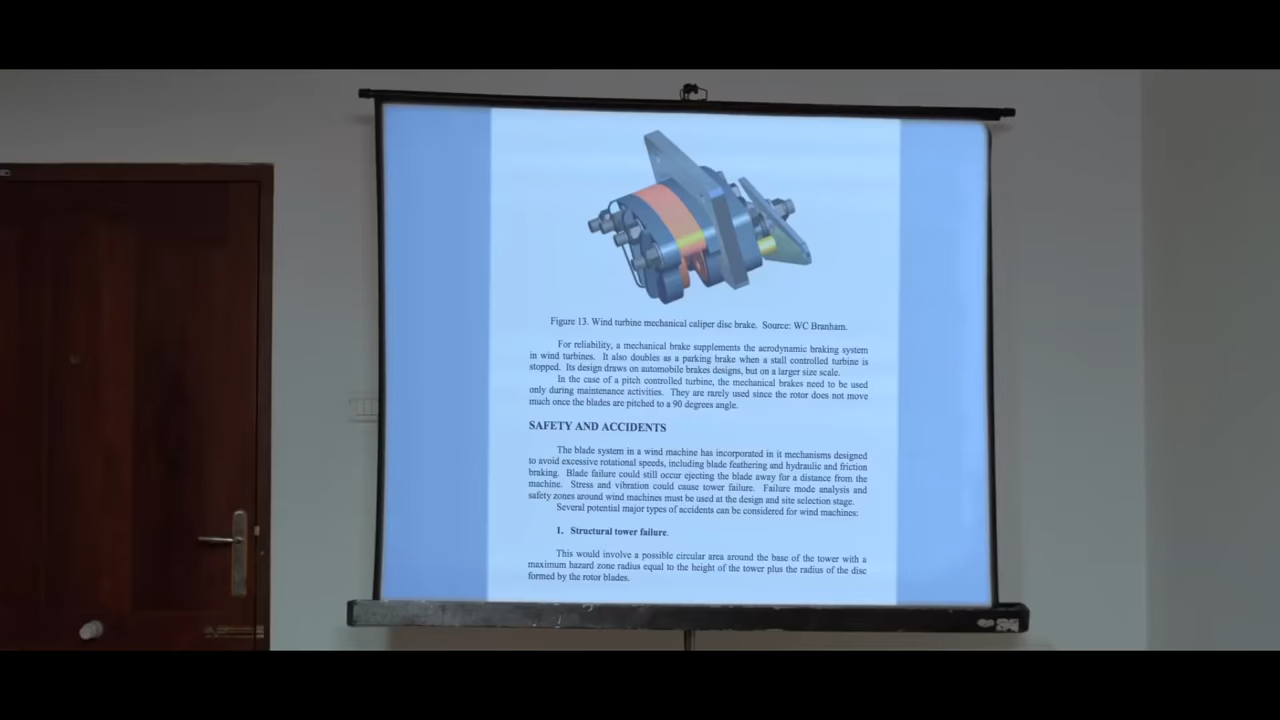 Figure 13. Wind turbine mechanical caliper disc brake. Source: WC Branham.
For reliability, a mechanical brake supplements the aerodynamic braking system
in wind turbines. It also doubles as a parking brake when a stall controlled turbine is
stopped. Its design draws on automobile brakes designs, but on a larger size scale.
In the case of a pitch controlled turbine, the mechanical brakes need to be used
only during maintenance activities. They are rarely used since the rotor does not move
much once the blades are pitched to a 90 degrees angle.
SAFETY AND ACCIDENTS
The blade system in a wind machine has incorporated in it mechanisms designed
to avoid excessive rotational speeds, including blade feathering and hydraulic and friction
braking. Blade failure could still occur ejecting the blade away for a distance from the
machine. Stress and vibration could cause tower failure. Failure mode analysis and
safety zones around wind machines must be used at the design and site selection stage.
Several potential major types of accidents can be considered for wind machines:
1. Structural tower failure.
This would involve a possible circular area around the base of the tower with a
maximum hazard zone radius equal to the height of the tower plus the radius of the disc
formed by the rotor blades.